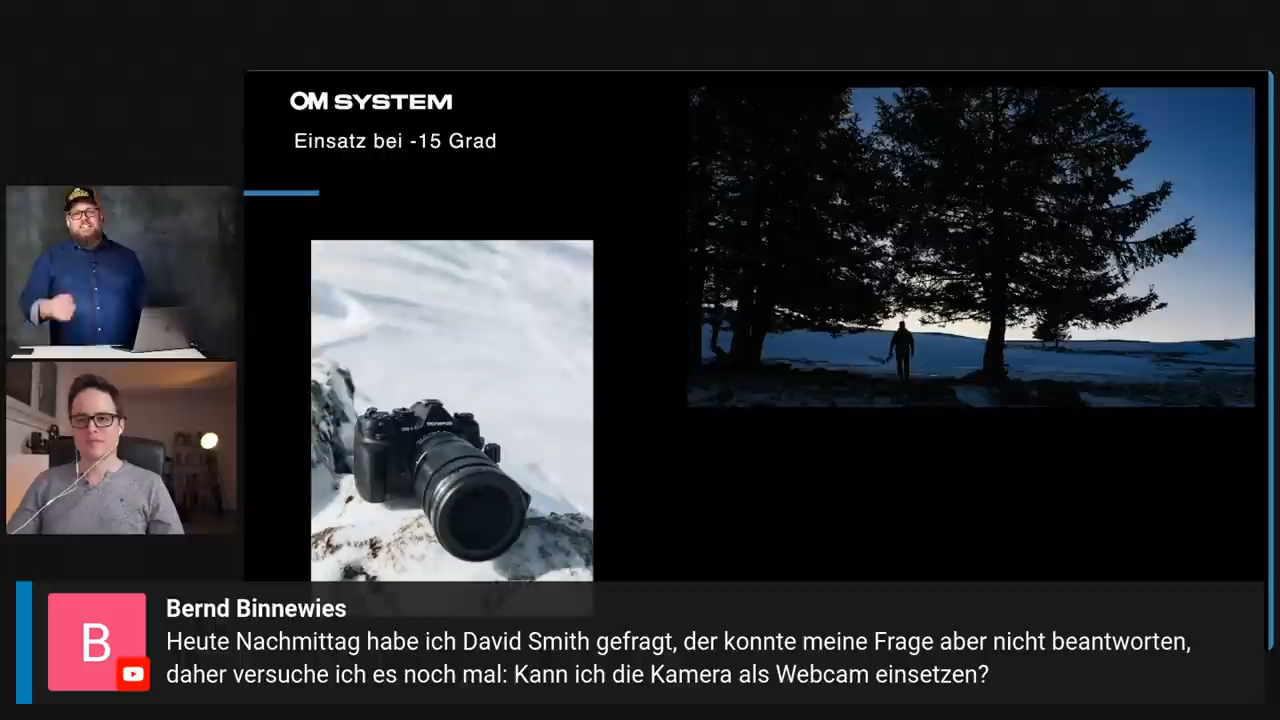 OM SYSTEM
Einsatz bei -15 Grad
OLYMPUS
B
Bernd Binnewies
Heute Nachmittag habe ich David Smith gefragt, der konnte meine Frage aber nicht beantworten,
daher versuche ich es noch mal: Kann ich die Kamera als Webcam einsetzen?